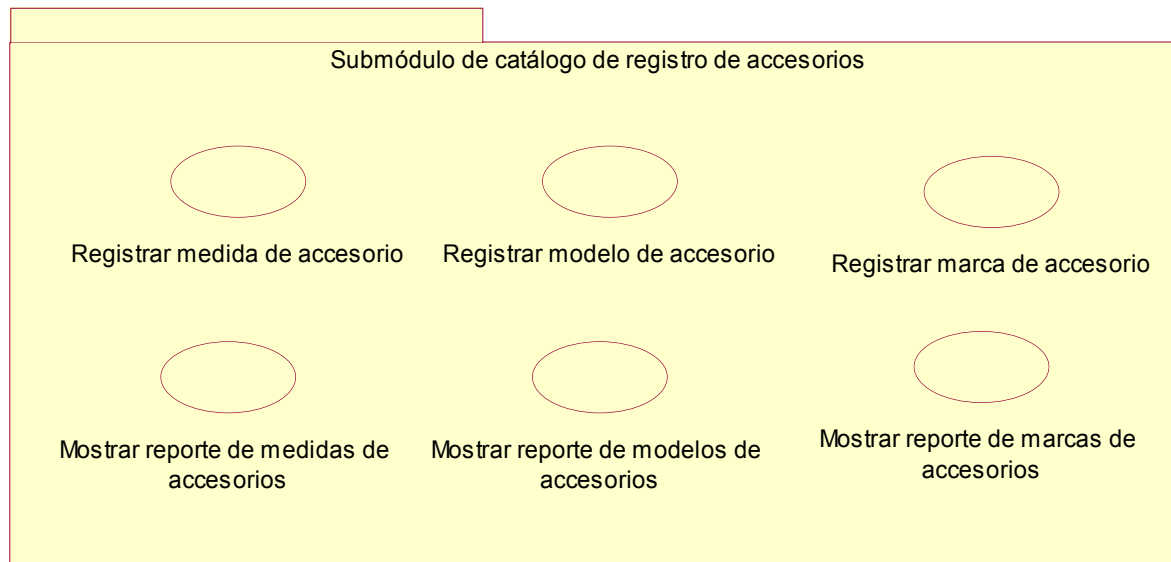 Submódulo de catálogo de registro de accesorios
Registrar medida de accesorio
Registrar modelo de accesorio
Registrar marca de accesorio
Mostrar reporte de medidas de
accesorios
Mostrar reporte de modelos de
accesorios
Mostrar reporte de marcas de
accesorios